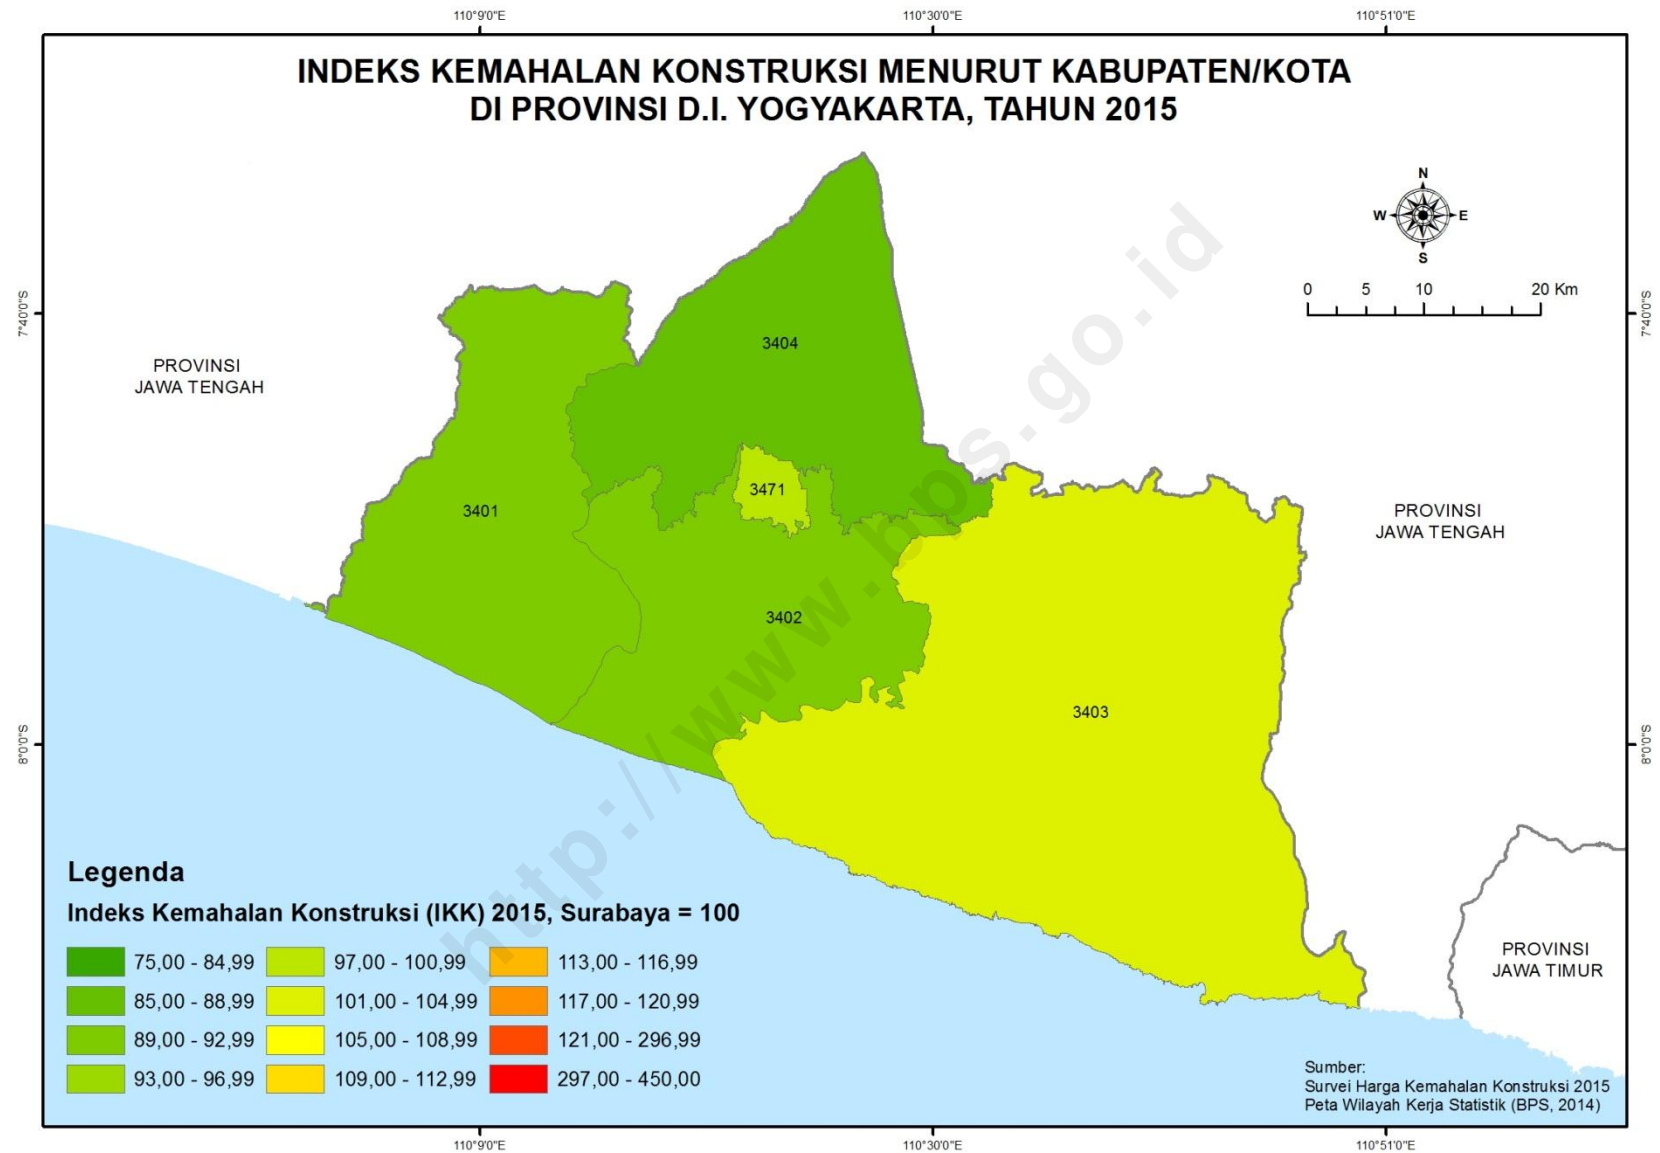 110°9'0"E
110°30'0"E
110°51'0"E
INDEKS KEMAHALAN KONSTRUKSI MENURUT KABUPATEN/KOTA
DI PROVINSI D.I. YOGYAKARTA, TAHUN 2015
N
W
E
S
0 5 10 20 Km
7°40'0"S
7°40'0"S
3404
PROVINSI
JAWA TENGAH
3471
3401
PROVINSI
JAWA TENGAH
3402
3403
8°0'0"S
8°0'0"S
http://www.bps.go.id
Legenda
Indeks Kemahalan Konstruksi (IKK) 2015, Surabaya = 100
75,00 - 84,99
97,00 - 100,99
113,00 - 116,99
85,00 - 88,99
101,00 - 104,99
117,00 - 120,99
89,00 - 92,99
105,00 - 108,99
121,00 - 296,99
93,00 - 96,99
109,00 - 112,99
297,00 - 450,00
PROVINSI
JAWA TIMUR
Sumber:
Survei Harga Kemahalan Konstruksi 2015
Peta Wilayah Kerja Statistik (BPS, 2014)
110°9'0"E
110°30'0"E
110°51'0"E